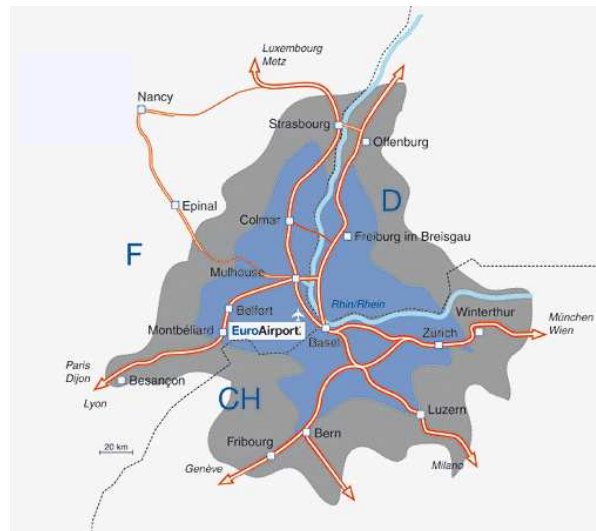 Luxembourg
Metz
Nancy
Strasbourg
Offenburg
Epinal
D
Colmar
Freiburg im Breisgau
F
Mulhouse
Rhin/Rhein
Belfort
Winterthur
München
Wien
EuroAirport
Montbéliard
Basel
Zürich
Paris
Dijon
Besançon
Lyon
CH
Luzern
Bern
Fribourg
20 km
Genève
Milano